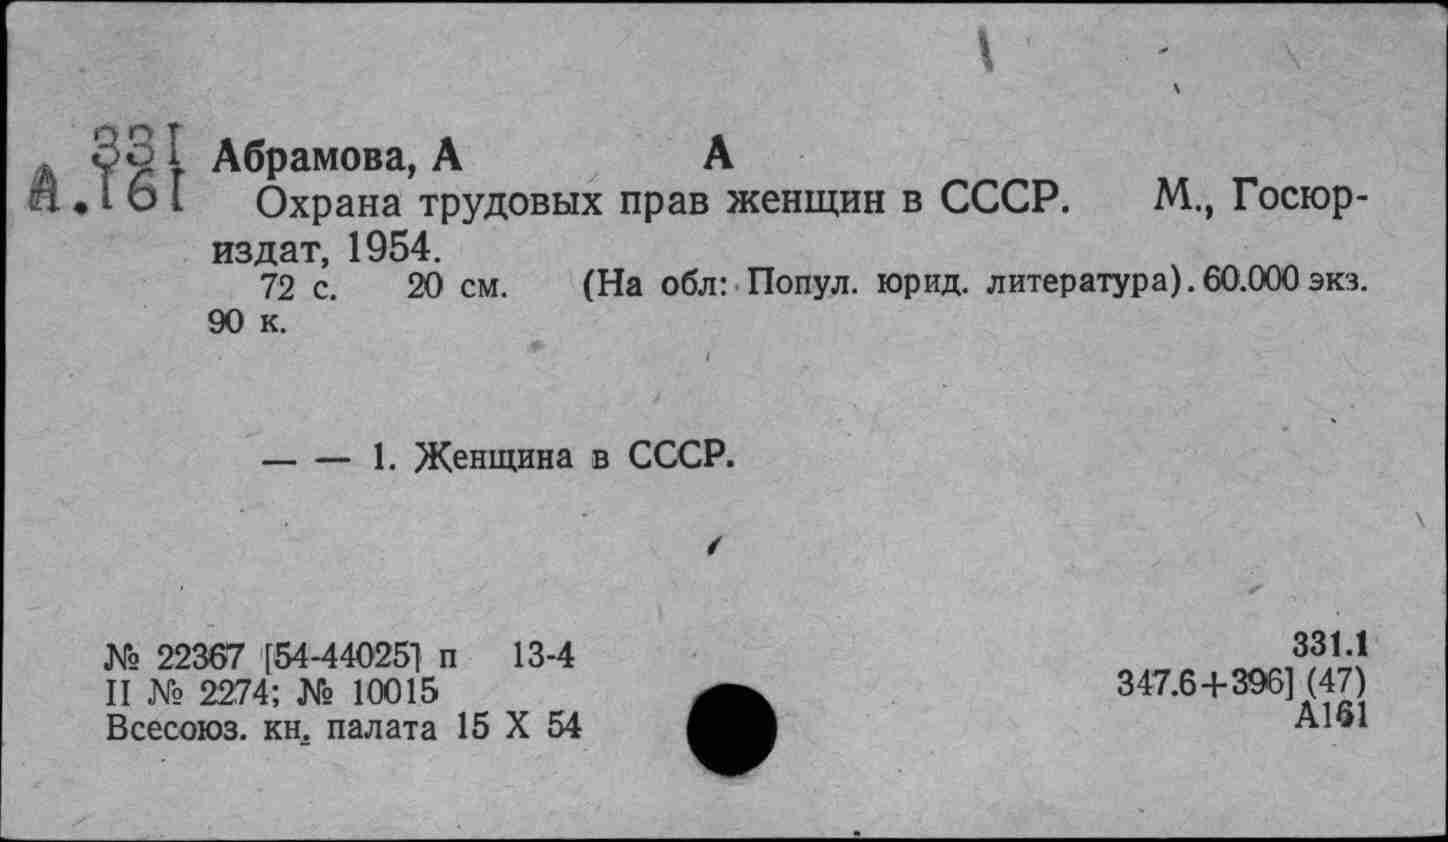 331
А.161
Абрамова, А А
Охрана трудовых прав женщин в СССР. М., Госюр-
издат, 1954.
72 с. 20 см. (На обл: Попул. юрид. литература). 60.000 экз.
90 к.
— — 1. Женщина в СССР.
№ 22367 [54-44025] п 13-4
II № 2274; № 10015
Всесоюз. кн. палата 15 X 54
331.1
347.6+396] (47)
А161